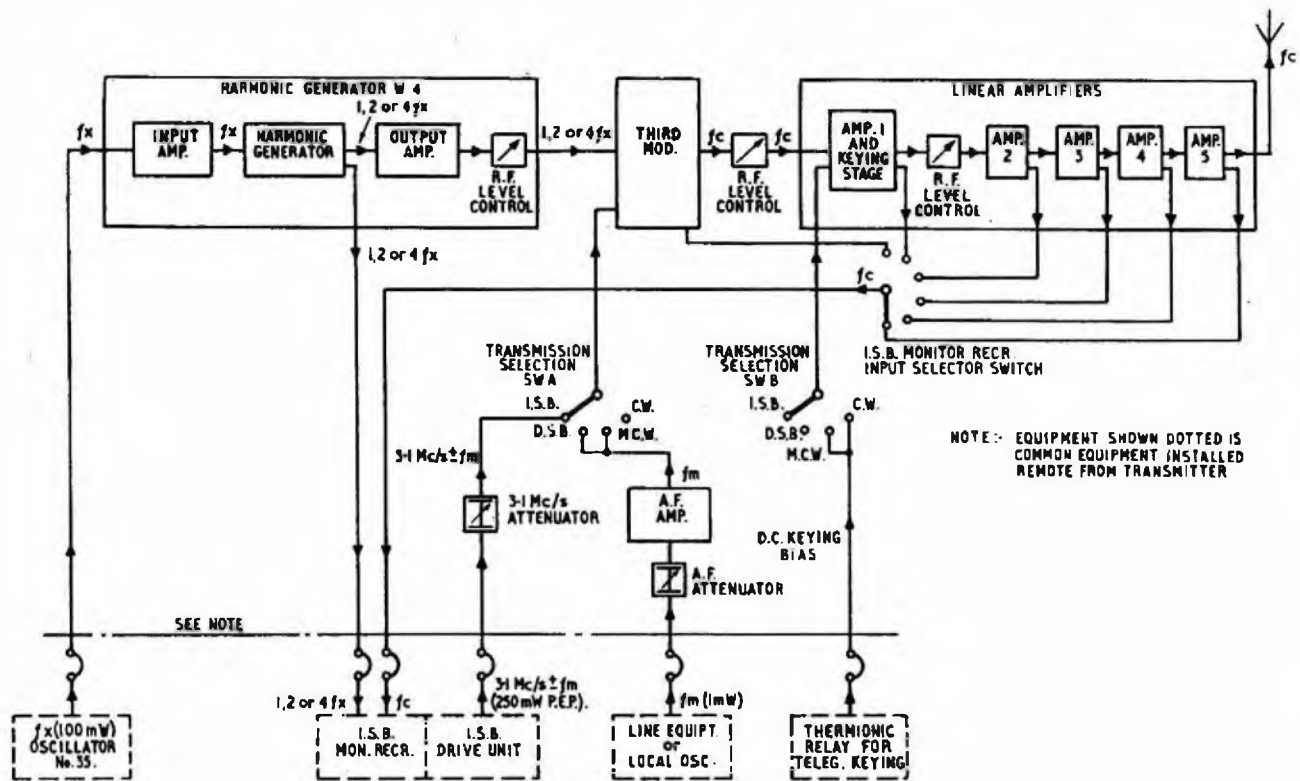 fc
HARMONIC GENERATOR W 4
LINEAR AMPLIFIERS
1,2 or 4fx
fx
INPUT
AMP.
fx
HARMONIC
GENERATOR
OUTPUT
AMP.
R.F.
LEVEL
CONTROL
1,2 or 4fx
THIRD
MOD.
fc
fc
R.F.
LEVEL
CONTROL
AMP. 1
AND
KEYING
STAGE
R.F.
LEVEL
CONTROL
AMP.
2
AMP.
3
AMP.
4
AMP.
5
1,2 or 4 fx
fc
TRANSMISSION
SELECTION
SWA
I.S.B.
C.W.
D.S.B.
M.C.W.
TRANSMISSION
SELECTION
SWB
I.S.B.
C.W.
D.S.B.
M.C.W.
I.S.B. MONITOR RECR.
INPUT SELECTOR SWITCH
NOTE:- EQUIPMENT SHOWN DOTTED IS
COMMON EQUIPMENT INSTALLED
REMOTE FROM TRANSMITTER
3·1 Mc/s ± fm
3·1 Mc/s
ATTENUATOR
fm
A.F.
AMP.
A.F.
ATTENUATOR
D.C. KEYING
BIAS
SEE NOTE
1,2 or 4 fx
fc
3·1 Mc/s ± fm
(250 mW P.E.P.).
fm (1mW)
fx (100 mW)
OSCILLATOR
No. 35.
I.S.B.
MON. RECR.
I.S.B.
DRIVE UNIT
LINE EQUIPT.
or
LOCAL OSC.
THERMIONIC
RELAY FOR
TELEG. KEYING